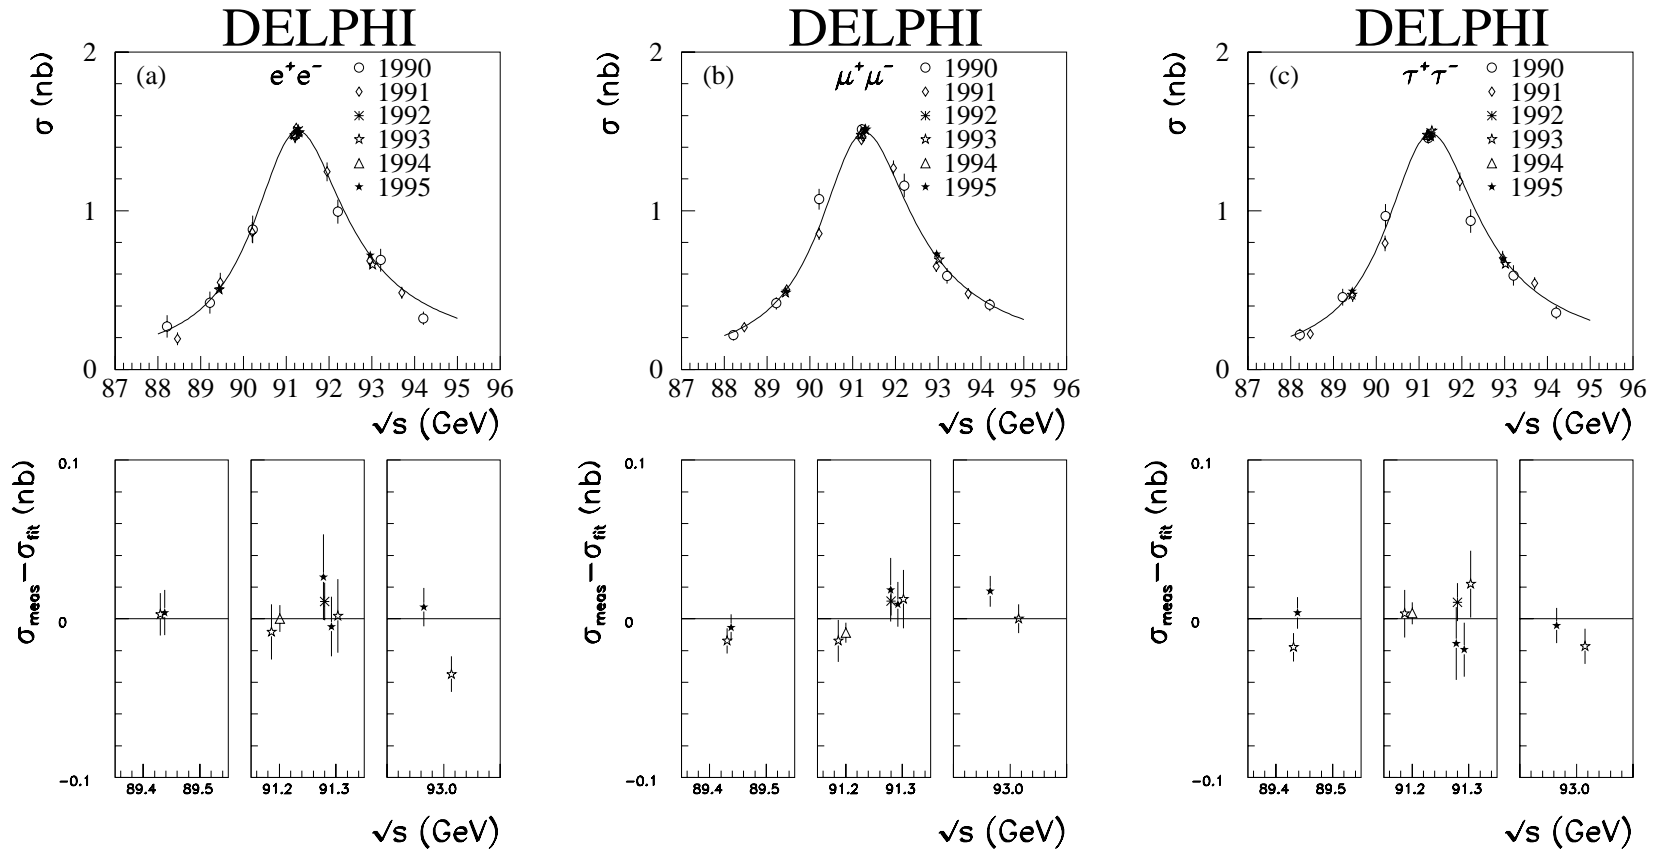 DELPHI
σ (nb)
2
1
0
(a)
e⁺e⁻
1990
1991
1992
1993
1994
1995
87 88 89 90 91 92 93 94 95 96
√s (GeV)
σmeas−σfit (nb)
0.1
0
−0.1
89.4 89.5
91.2 91.3
93.0
√s (GeV)
DELPHI
σ (nb)
2
1
0
(b)
μ⁺μ⁻
1990
1991
1992
1993
1994
1995
87 88 89 90 91 92 93 94 95 96
√s (GeV)
σmeas−σfit (nb)
0.1
0
−0.1
89.4 89.5
91.2 91.3
93.0
√s (GeV)
DELPHI
σ (nb)
2
1
0
(c)
τ⁺τ⁻
1990
1991
1992
1993
1994
1995
87 88 89 90 91 92 93 94 95 96
√s (GeV)
σmeas−σfit (nb)
0.1
0
−0.1
89.4 89.5
91.2 91.3
93.0
√s (GeV)